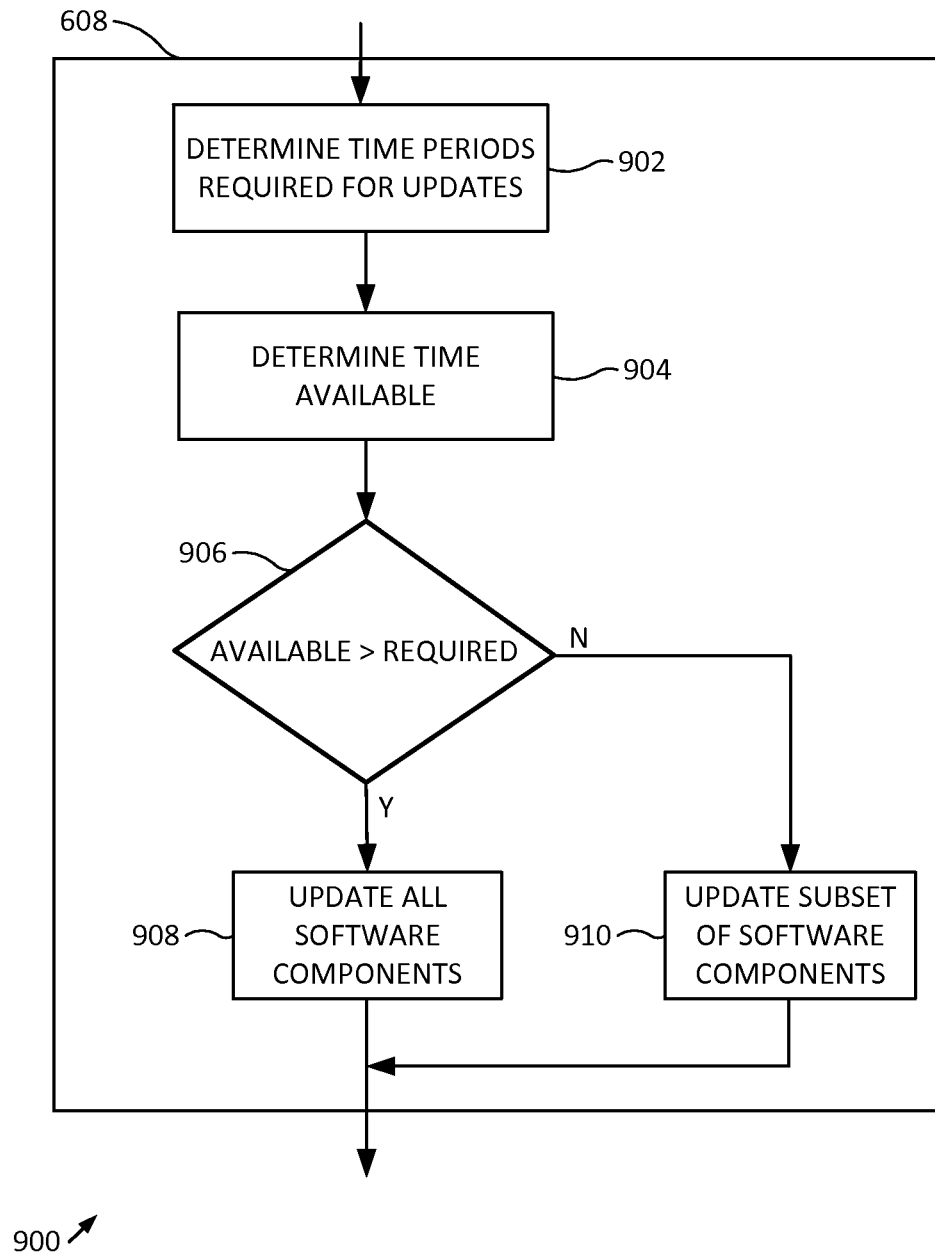 608
DETERMINE TIME PERIODS
REQUIRED FOR UPDATES
902
DETERMINE TIME
AVAILABLE
904
906
AVAILABLE > REQUIRED
N
Y
UPDATE ALL
SOFTWARE
COMPONENTS
908
UPDATE SUBSET
OF SOFTWARE
COMPONENTS
910
900